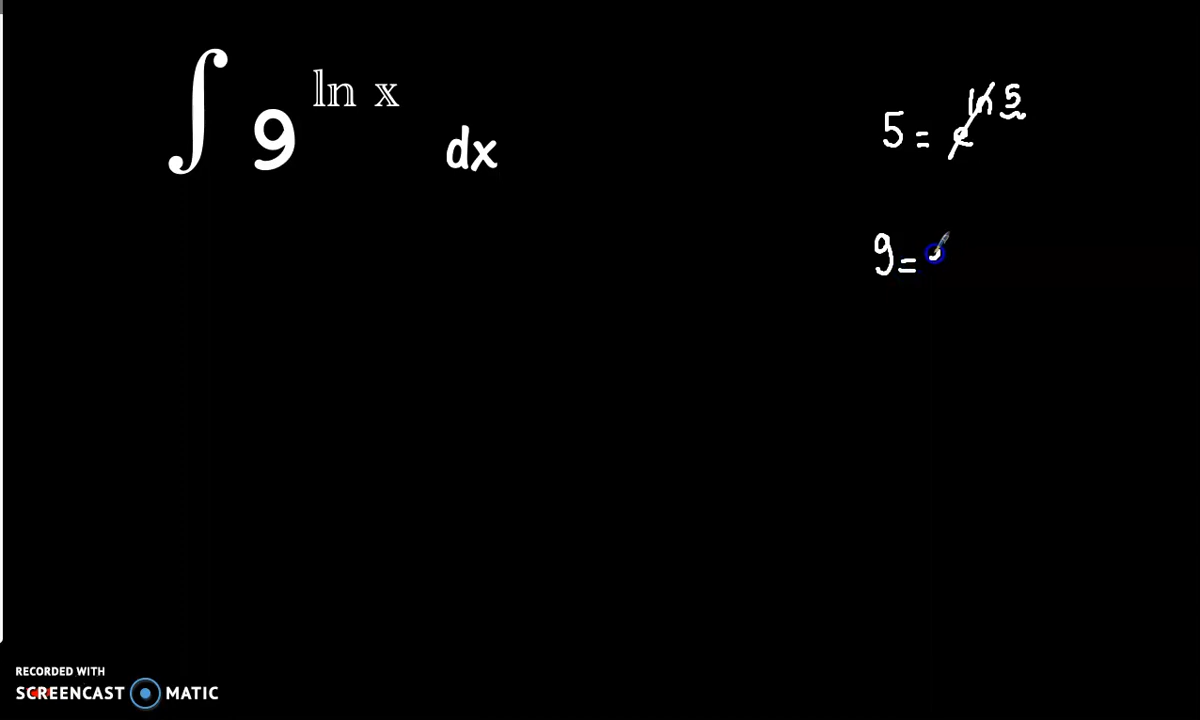 ∫ 9^{ln x} dx
5 = e^{ln 5}
9 =
RECORDED WITH
SCREENCAST MATIC